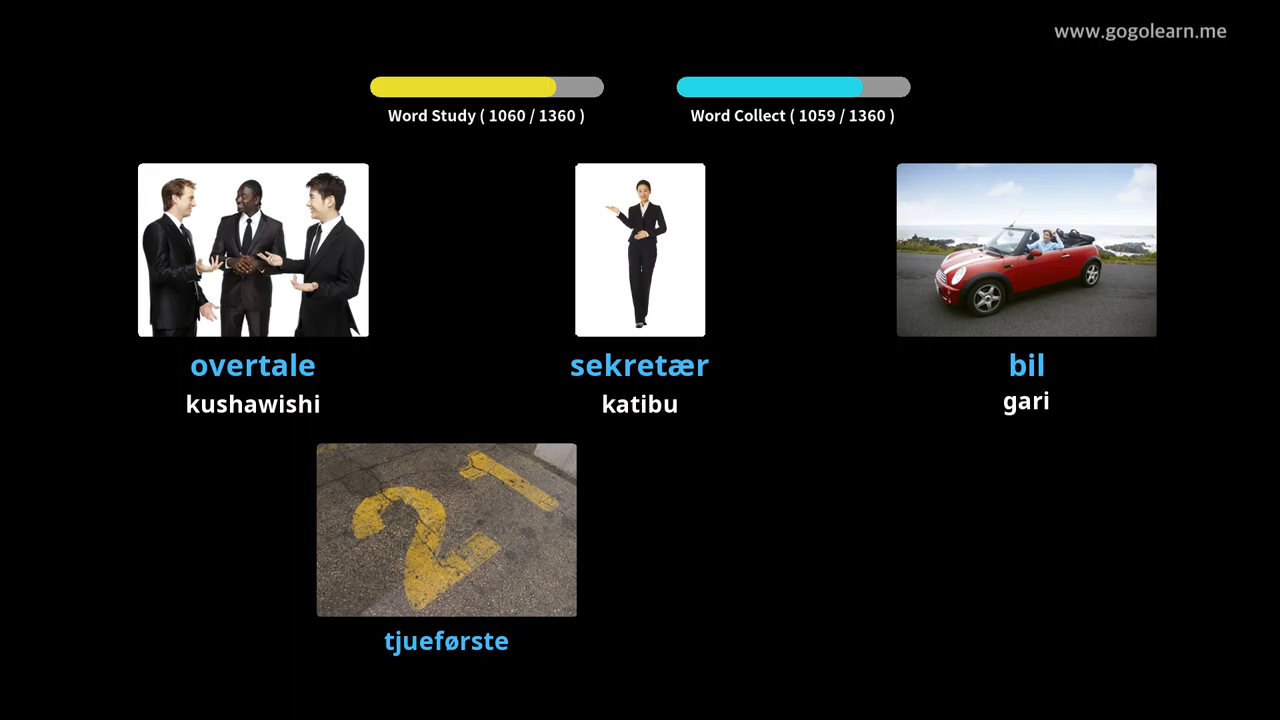 www.gogolearn.me
Word Study ( 1060 / 1360 )
Word Collect ( 1059 / 1360 )
overtale
sekretær
bil
kushawishi
katibu
gari
21
tjueførste